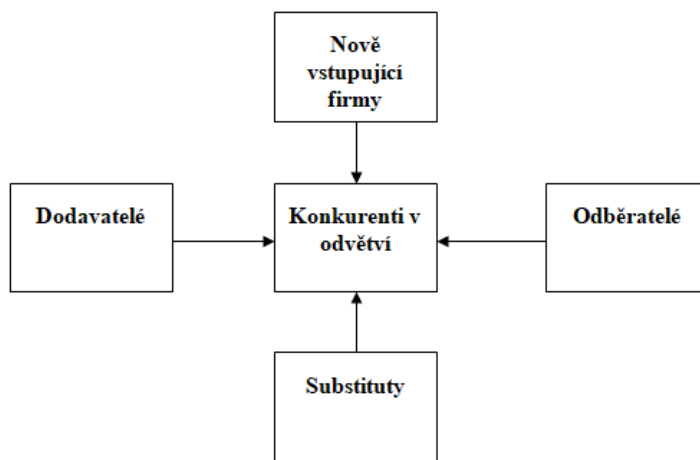 Nově
vstupující
firmy
Dodavatelé
Konkurenti v
odvětví
Odběratelé
Substituty